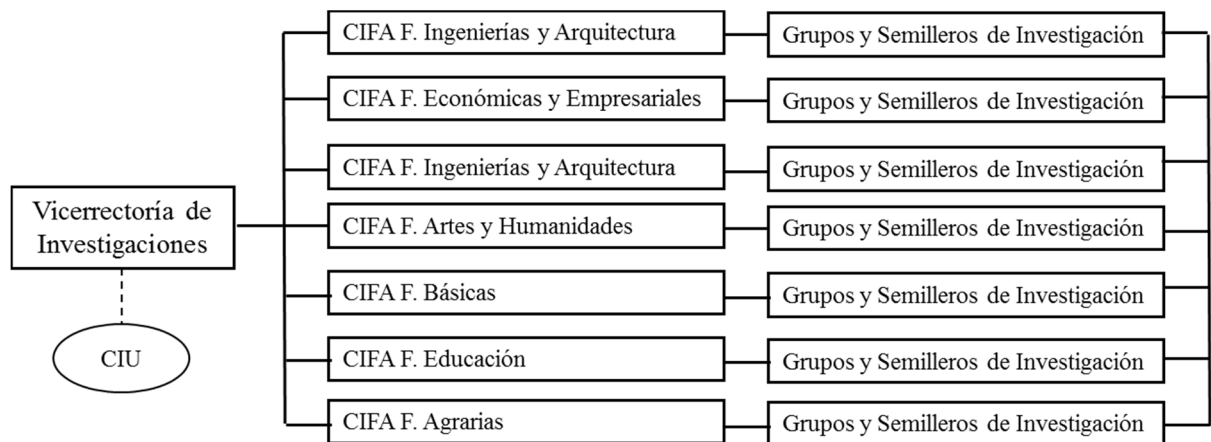 CIFA F. Ingenierías y Arquitectura
Grupos y Semilleros de Investigación
CIFA F. Económicas y Empresariales
Grupos y Semilleros de Investigación
CIFA F. Ingenierías y Arquitectura
Grupos y Semilleros de Investigación
Vicerrectoría de
Investigaciones
CIFA F. Artes y Humanidades
Grupos y Semilleros de Investigación
CIFA F. Básicas
Grupos y Semilleros de Investigación
CIU
CIFA F. Educación
Grupos y Semilleros de Investigación
CIFA F. Agrarias
Grupos y Semilleros de Investigación